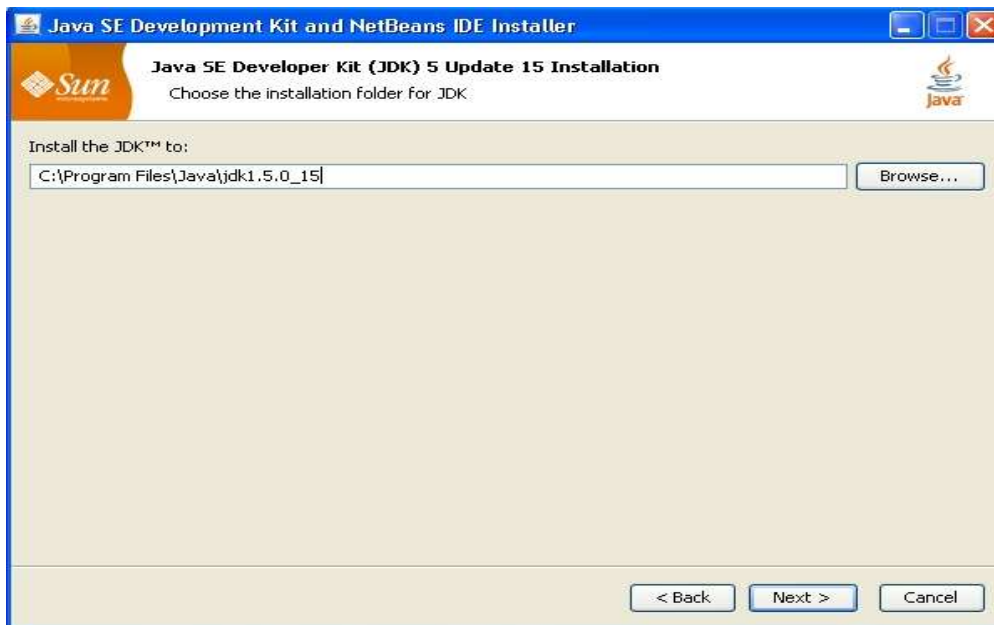 Java SE Development Kit and NetBeans IDE Installer
Sun
Java SE Developer Kit (JDK) 5 Update 15 Installation
Choose the installation folder for JDK
Java
Install the JDK™ to:
C:\Program Files\Java\jdk1.5.0_15
Browse...
< Back
Next >
Cancel